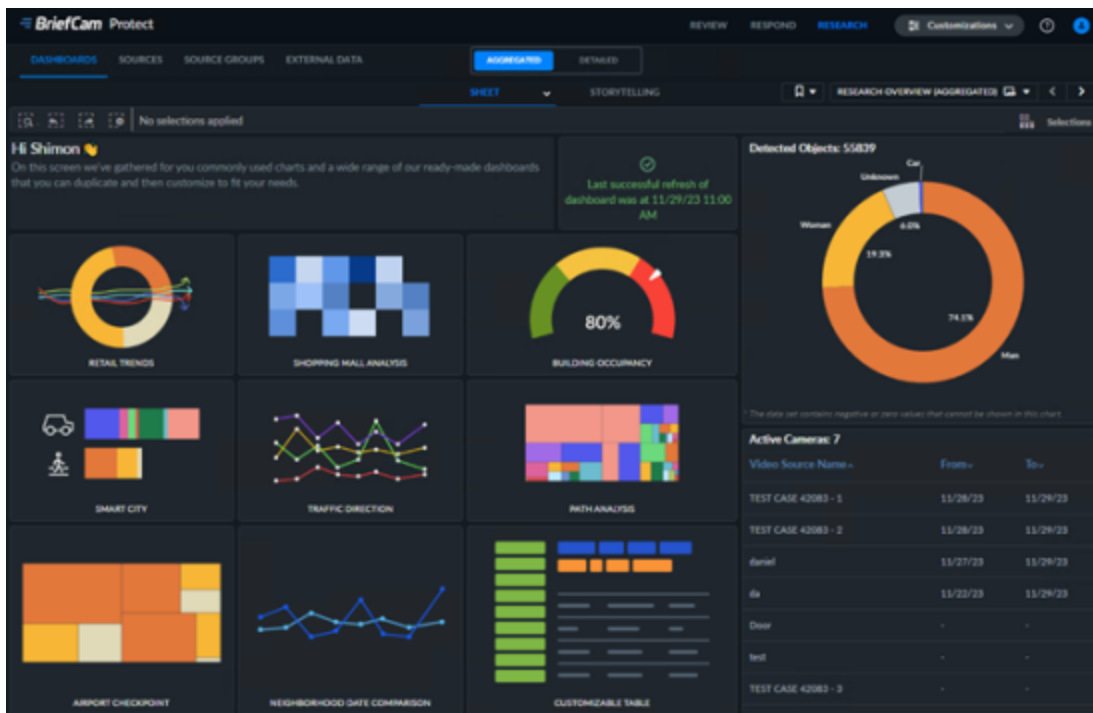 BriefCam Protect
REVIEW RESPOND RESEARCH Customizations
DASHBOARDS SOURCES SOURCE GROUPS EXTERNAL DATA AGGREGATED DETAILED
SHEET STORYTELLING RESEARCH OVERVIEW (AGGREGATED)
No selections applied Selections
Hi Shimon 👋
On this screen we've gathered for you commonly used charts and a wide range of our ready-made dashboards
that you can duplicate and then customize to fit your needs.
Last successful refresh of
dashboard was at 11/29/23 11:00
AM
RETAIL TRENDS
SHOPPING MALL ANALYSIS
80%
BUILDING OCCUPANCY
SMART CITY
TRAFFIC DIRECTION
PATH ANALYSIS
AIRPORT CHECKPOINT
NEIGHBORHOOD DATE COMPARISON
CUSTOMIZABLE TABLE
Detected Objects: 55839
Car
Unknown
Woman
6.0%
19.3%
74.1%
Man
* The data set contains negative or zero values that cannot be shown in this chart.
Active Cameras: 7
Video Source Name From To
TEST CASE 42083 - 1 11/28/23 11/29/23
TEST CASE 42083 - 2 11/28/23 11/29/23
daniel 11/27/23 11/29/23
da 11/22/23 11/29/23
Door - -
test - -
TEST CASE 42083 - 3 - -